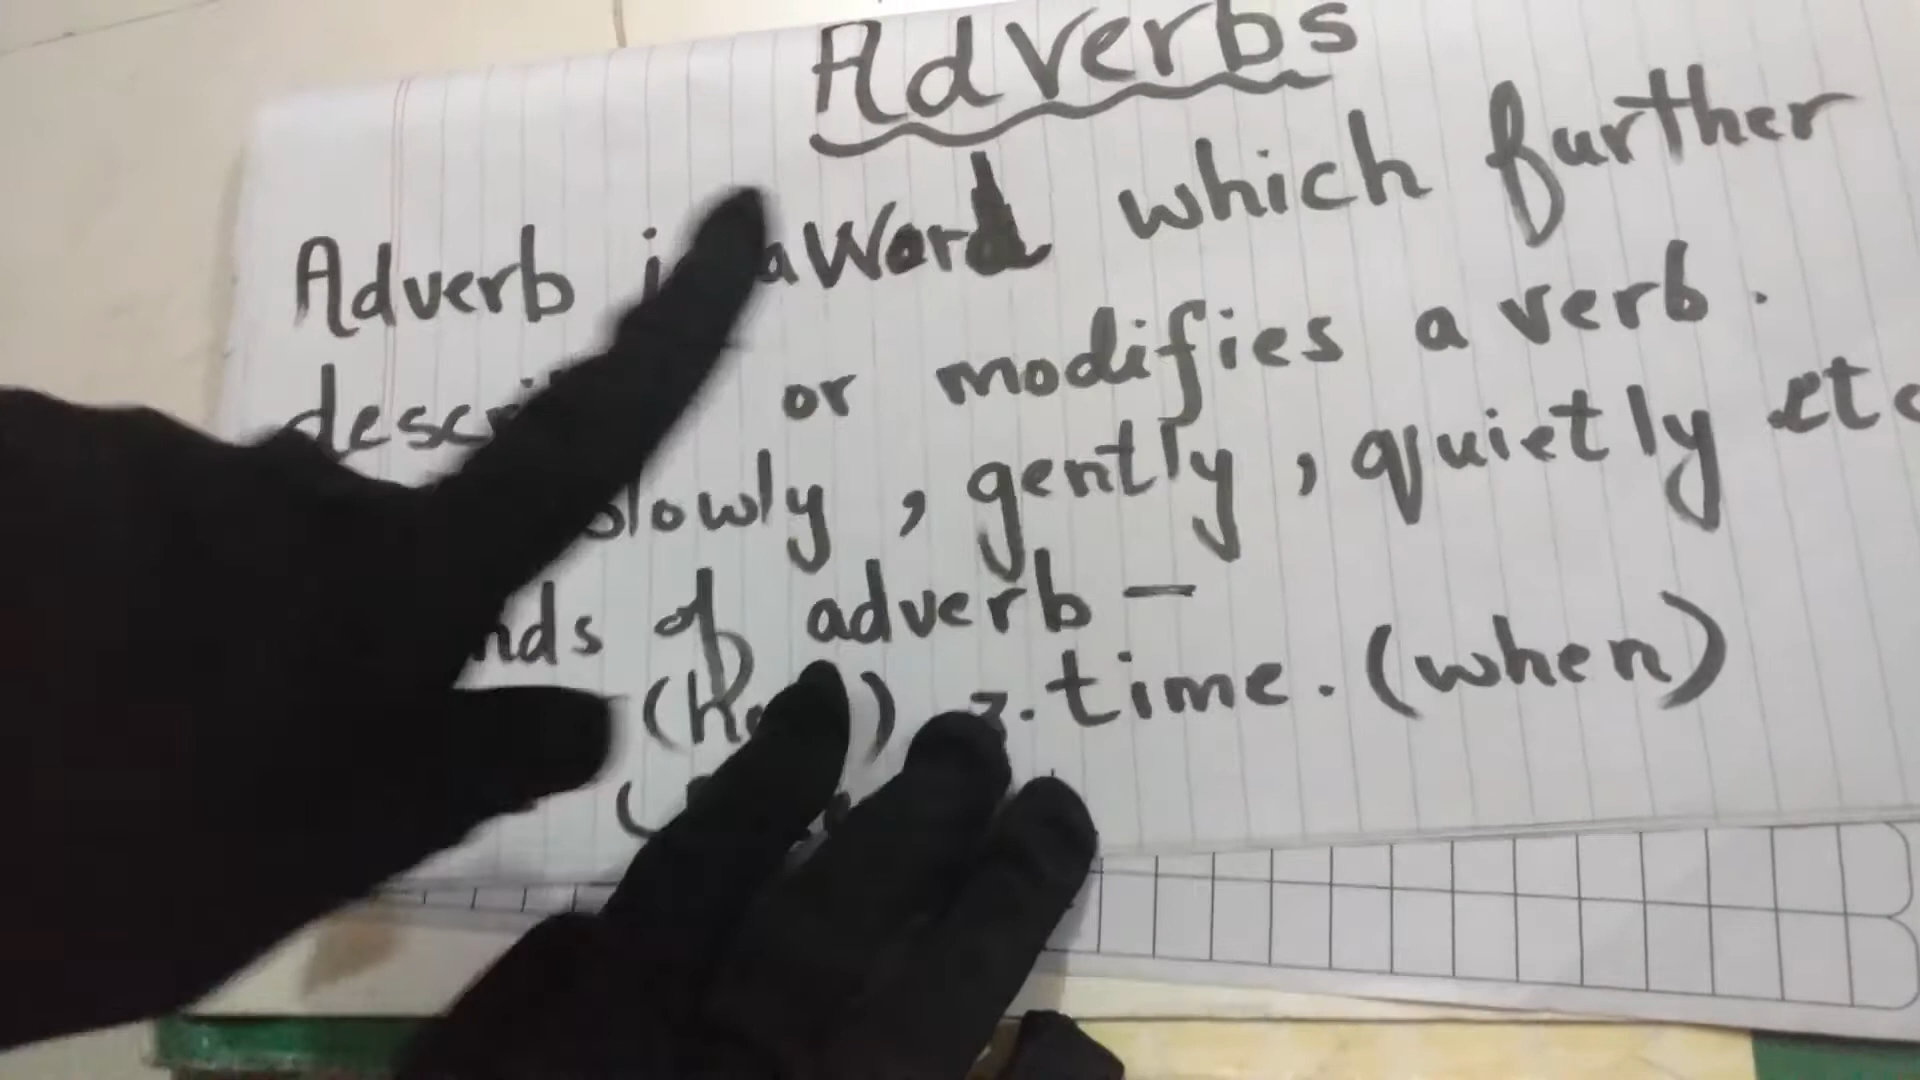 Adverbs
Adverb a Word which further
or modifies a verb.
slowly, gently, quietly etc
of adverb -
time. (when)